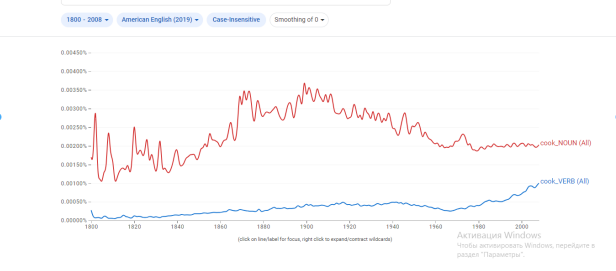 1800 - 2008 American English (2019) Case-Insensitive Smoothing of 0
0.00450%
0.00400%
0.00350%
0.00300%
0.00250%
0.00200%
0.00150%
0.00100%
0.00050%
0.00000%
cook_NOUN (All)
cook_VERB (All)
1800 1820 1840 1860 1880 1900 1920 1940 1960 1980 2000
(click on line/label for focus, right click to expand/contract wildcards)
Активация Windows
Чтобы активировать Windows, перейдите в
раздел "Параметры".